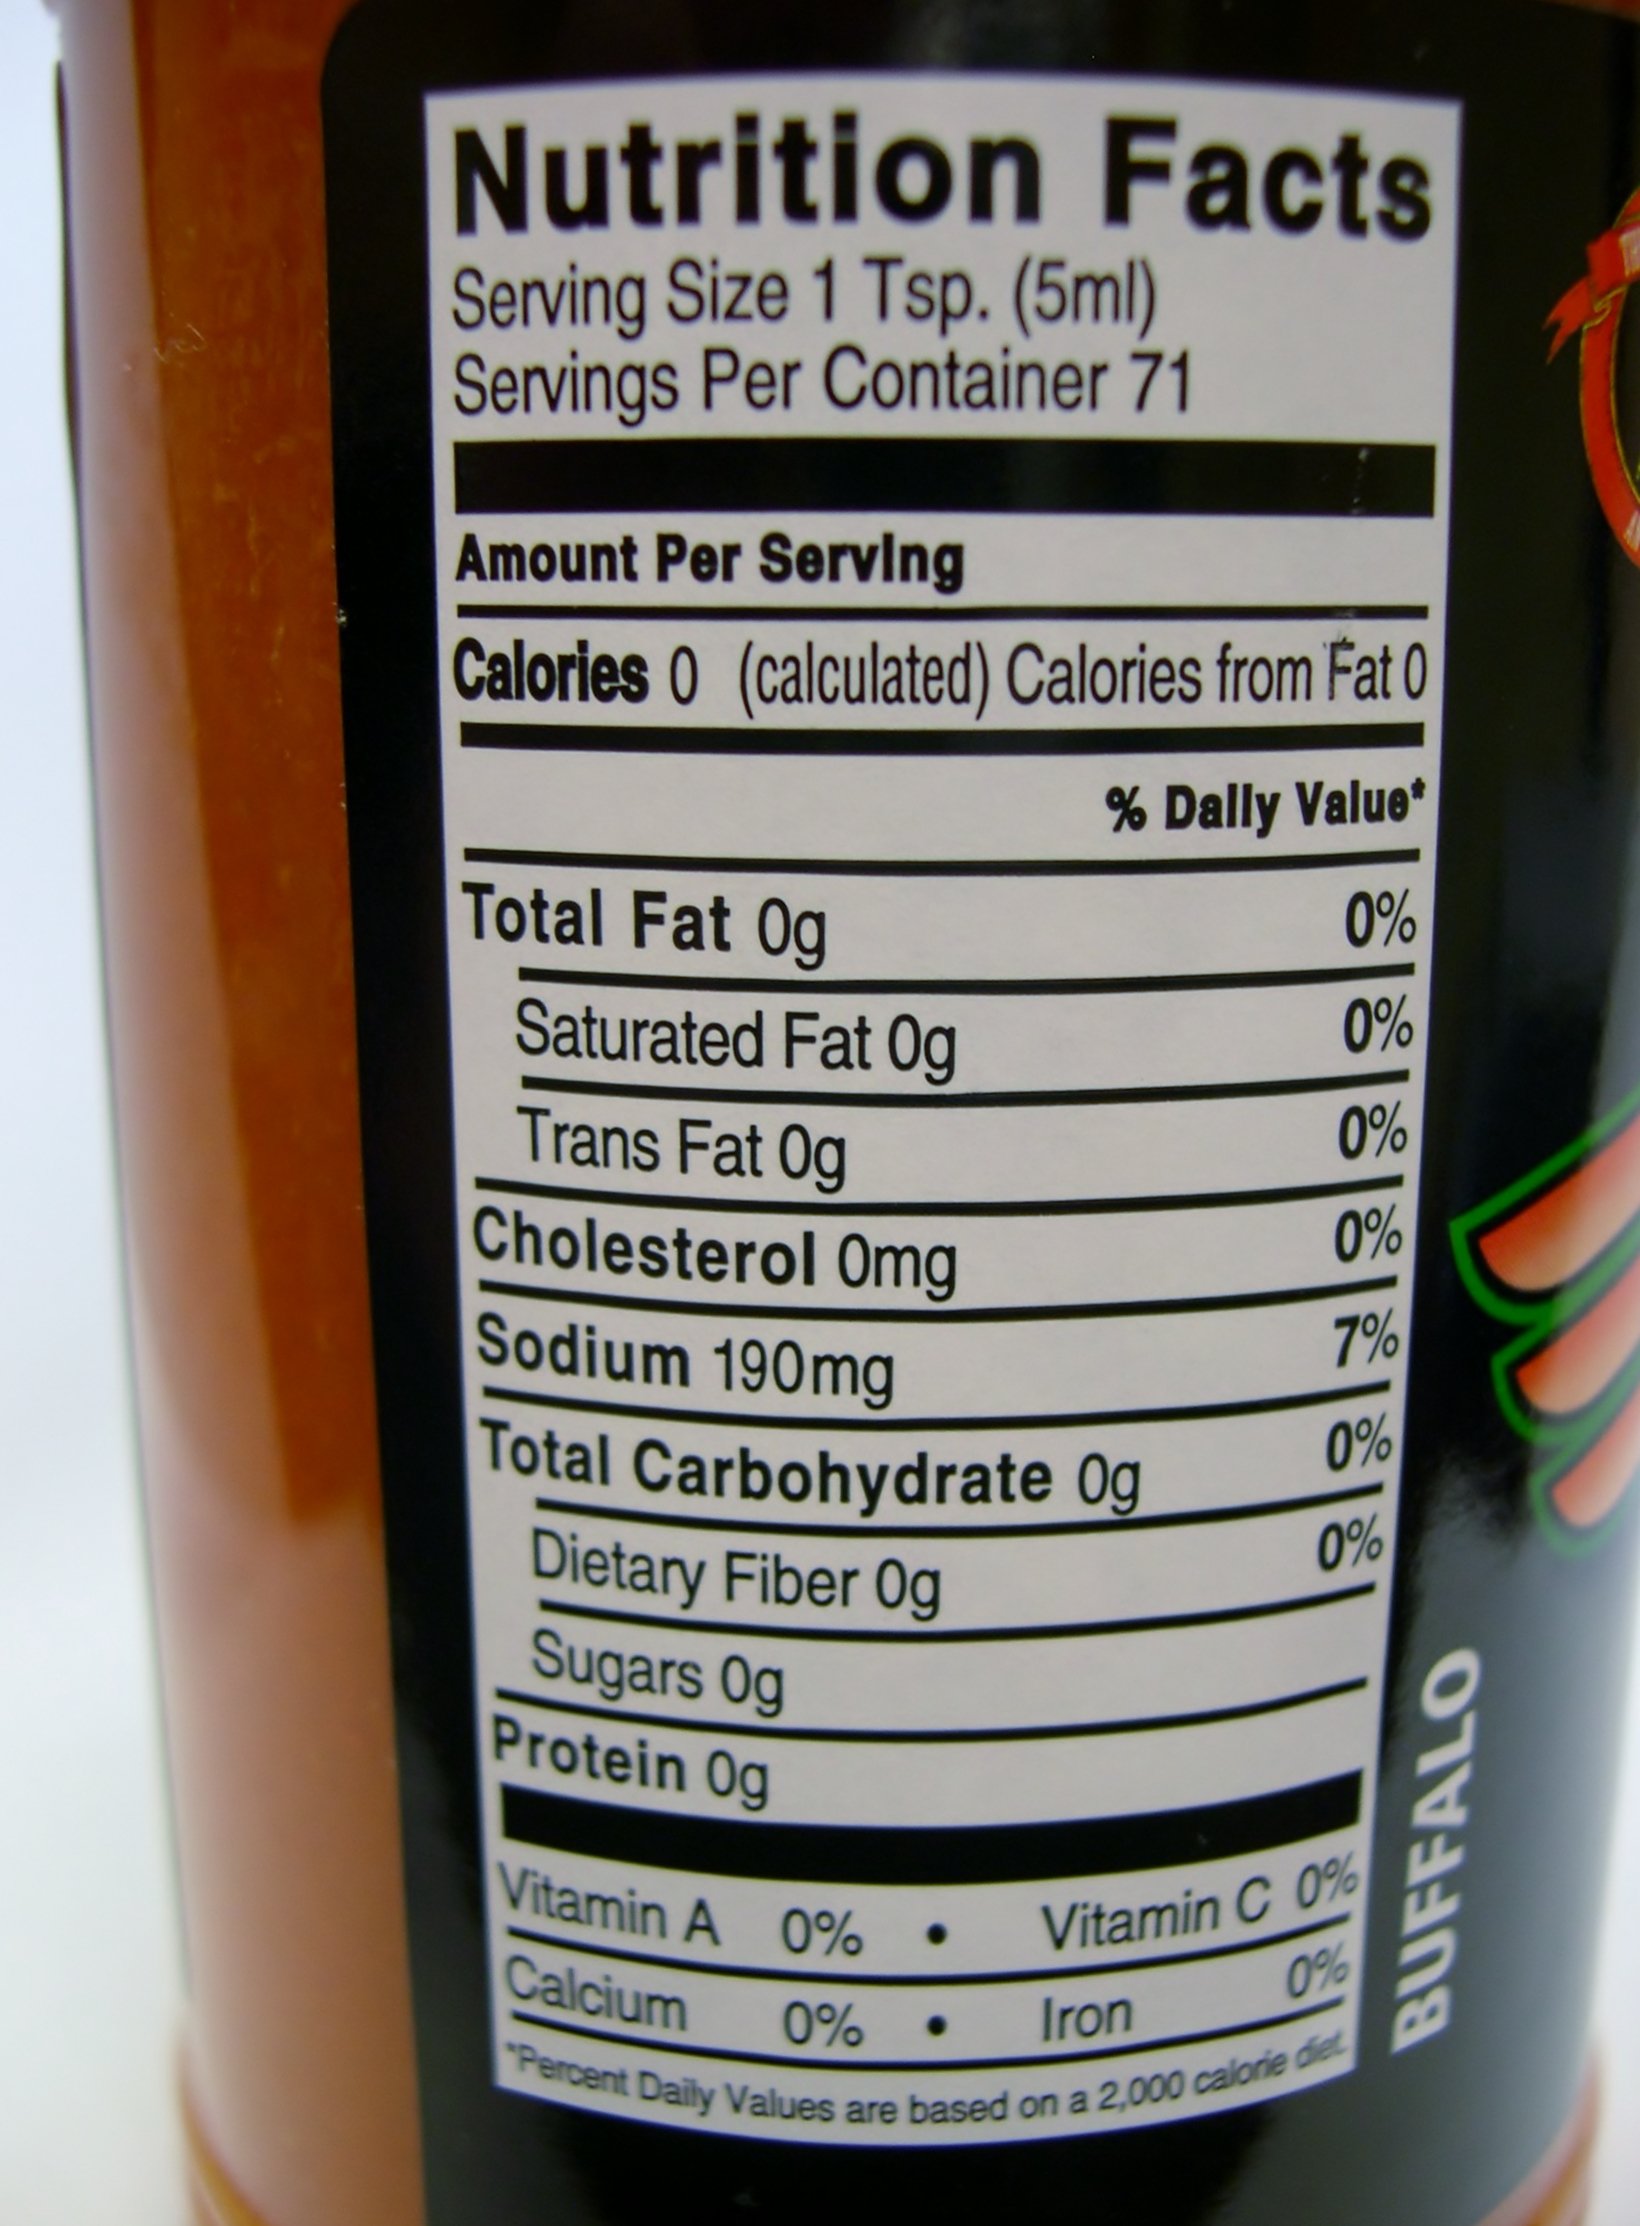 Nutrition Facts
Serving Size 1 Tsp. (5ml)
Servings Per Container 71
Amount Per Serving
Calories 0 (calculated) Calories from Fat 0
% Daily Value*
Total Fat 0g 0%
Saturated Fat 0g 0%
Trans Fat 0g 0%
Cholesterol 0mg 0%
Sodium 190mg 7%
Total Carbohydrate 0g 0%
Dietary Fiber 0g 0%
Sugars 0g
Protein 0g
Vitamin A 0% • Vitamin C 0%
Calcium 0% • Iron 0%
*Percent Daily Values are based on a 2,000 calorie diet.
BUFFALO